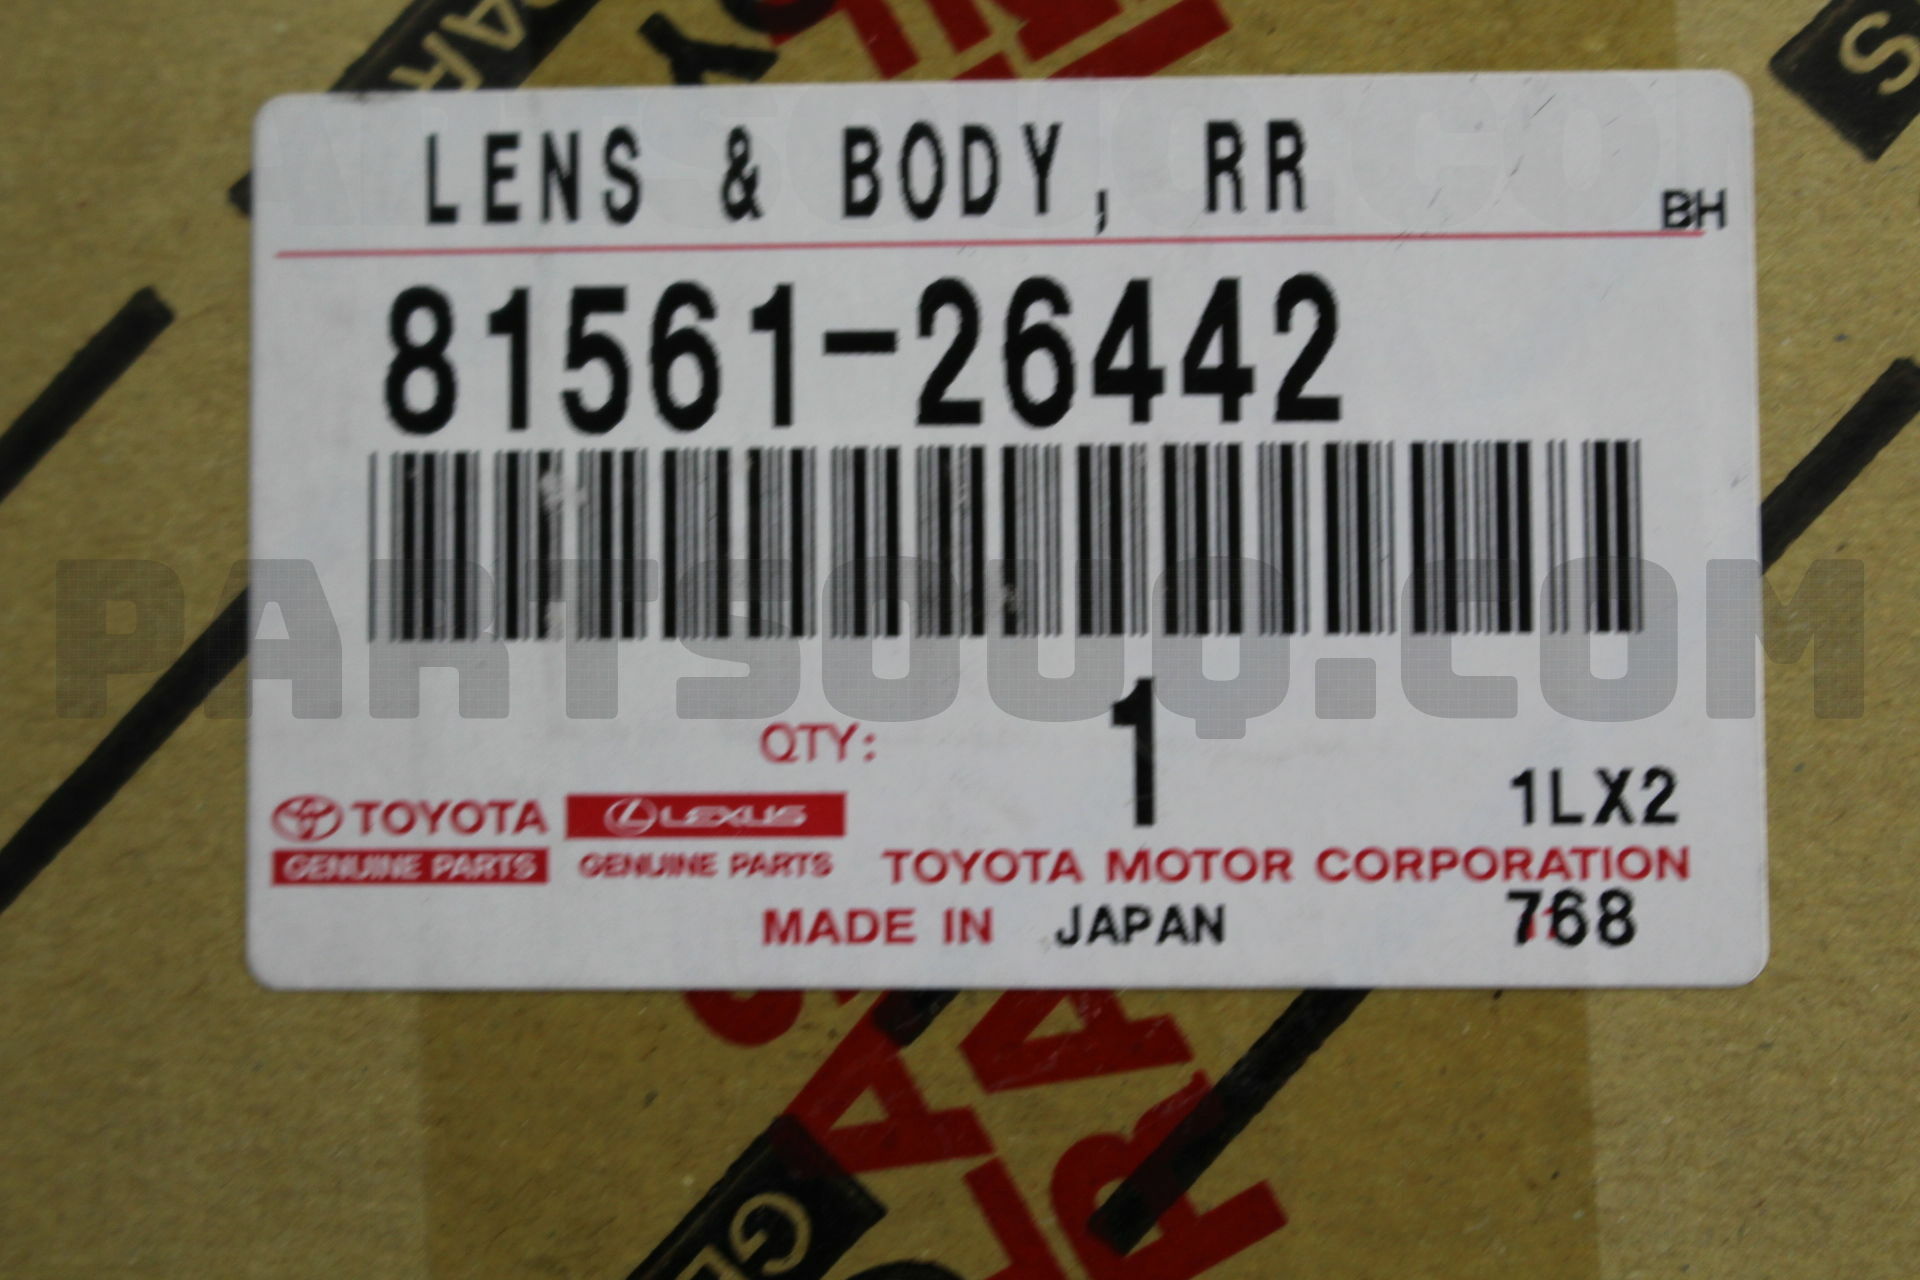 PAR
S
LENS & BODY, RR
BH
81561-26442
PARTSOUQ.COM
QTY: 1
1LX2
TOYOTA LEXUS
GENUINE PARTS GENUINE PARTS TOYOTA MOTOR CORPORATION
MADE IN JAPAN 768